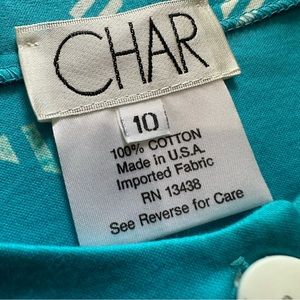 CHAR
10
100% COTTON
Made in U.S.A.
Imported Fabric
RN 13438
See Reverse for Care